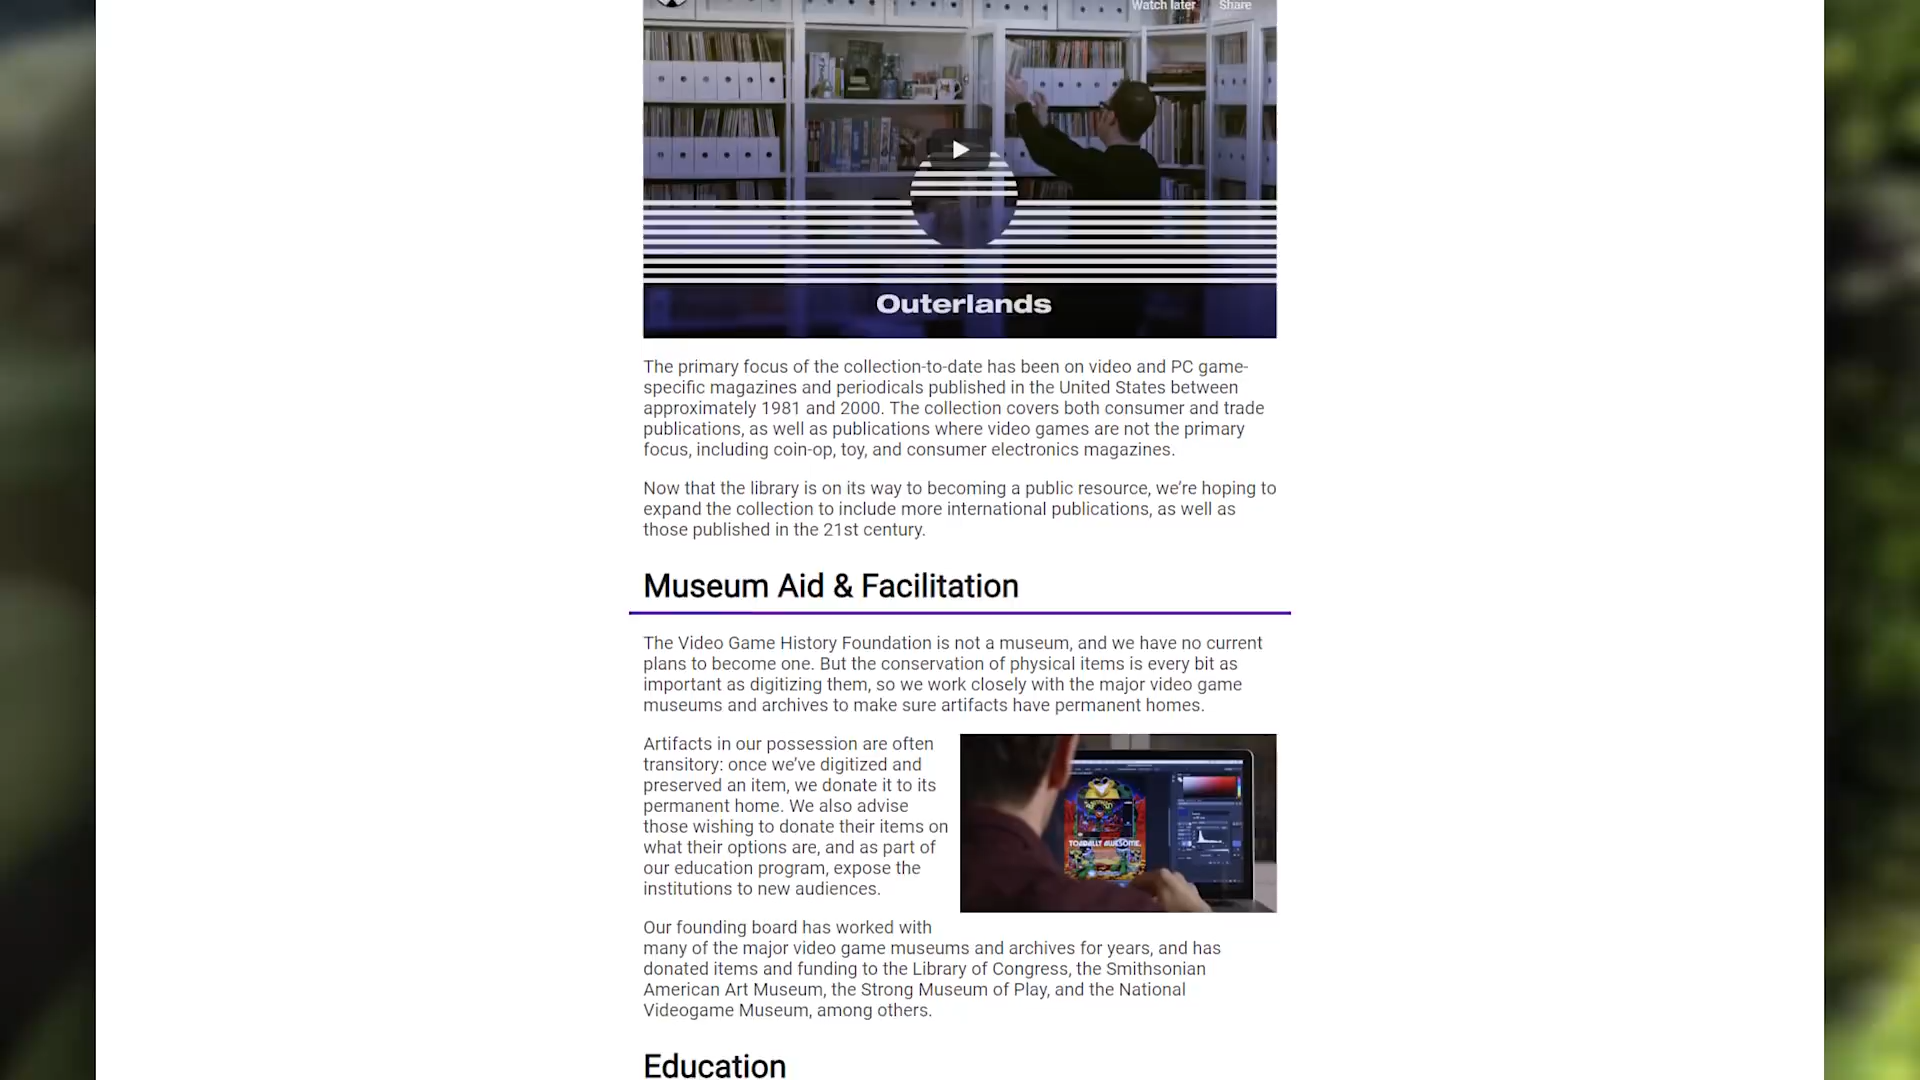 Watch later Share
Outerlands
The primary focus of the collection-to-date has been on video and PC game-
specific magazines and periodicals published in the United States between
approximately 1981 and 2000. The collection covers both consumer and trade
publications, as well as publications where video games are not the primary
focus, including coin-op, toy, and consumer electronics magazines.
Now that the library is on its way to becoming a public resource, we’re hoping to
expand the collection to include more international publications, as well as
those published in the 21st century.
Museum Aid & Facilitation
The Video Game History Foundation is not a museum, and we have no current
plans to become one. But the conservation of physical items is every bit as
important as digitizing them, so we work closely with the major video game
museums and archives to make sure artifacts have permanent homes.
Artifacts in our possession are often
transitory: once we’ve digitized and
preserved an item, we donate it to its
permanent home. We also advise
those wishing to donate their items on
what their options are, and as part of
our education program, expose the
institutions to new audiences.
TOADALLY AWESOME.
Our founding board has worked with
many of the major video game museums and archives for years, and has
donated items and funding to the Library of Congress, the Smithsonian
American Art Museum, the Strong Museum of Play, and the National
Videogame Museum, among others.
Education